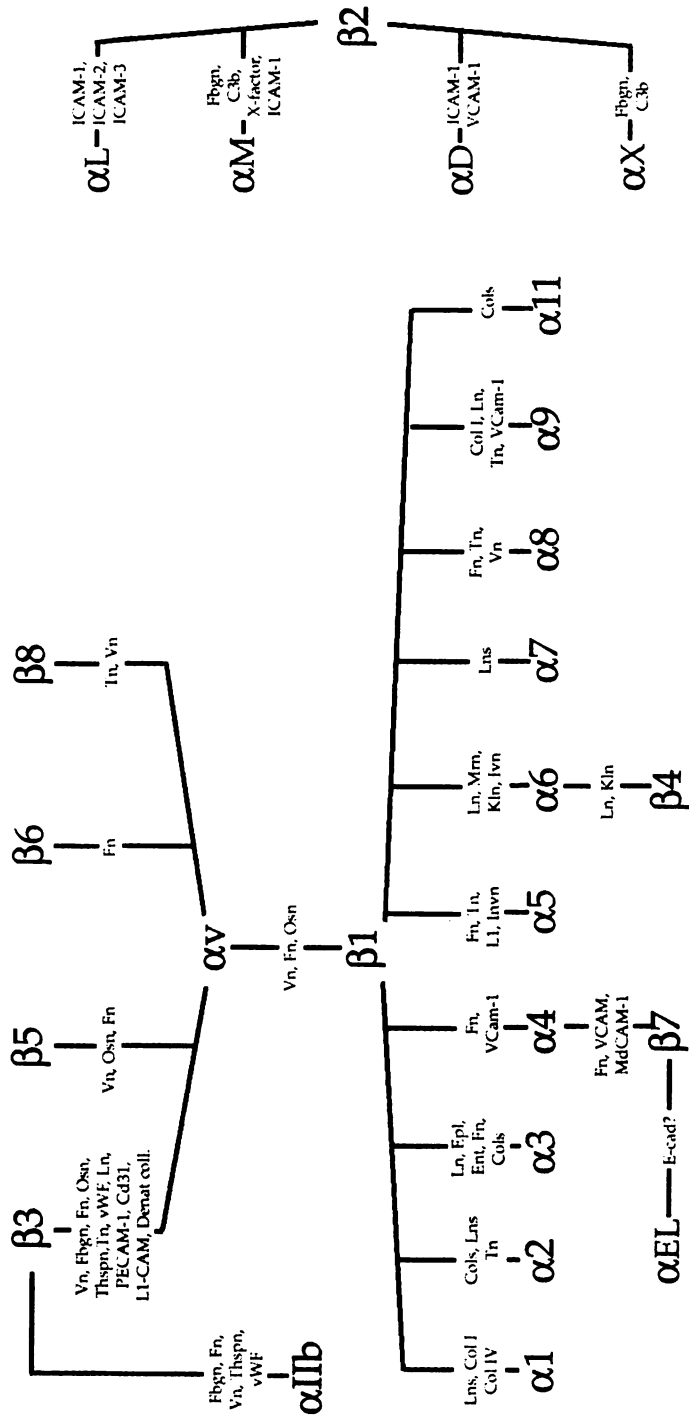 β3
β5
β6
β8
Vn, Fbgn, Fn, Osn,
Thspn,Tn, vWF, Ln,
PECAM-1, Cd31,
L1-CAM, Denat coll.
Vn, Osn, Fn
Fn
Tn, Vn
Fbgn, Fn,
Vn, Thspn,
vWF
αIIb
αv
Vn, Fn, Osn
β1
Lns, Col I
Col IV
α1
Cols, Lns
Tn
α2
Ln, Epl,
Ent, Fn,
Cols
α3
Fn,
VCam-1
α4
Fn, Tn,
L1, Invn
α5
Ln, Mrn,
Kln, Ivn
α6
Lns
α7
Fn, Tn,
Vn
α8
Col I, Ln,
Tn, VCam-1
α9
Cols
α11
αEL
E-cad?
Fn, VCAM,
MdCAM-1
β7
Ln, Kln
β4
αL
ICAM-1,
ICAM-2,
ICAM-3
αM
Fbgn,
C3b,
X-factor,
ICAM-1
αD
ICAM-1
VCAM-1
αX
Fbgn,
C3b
β2